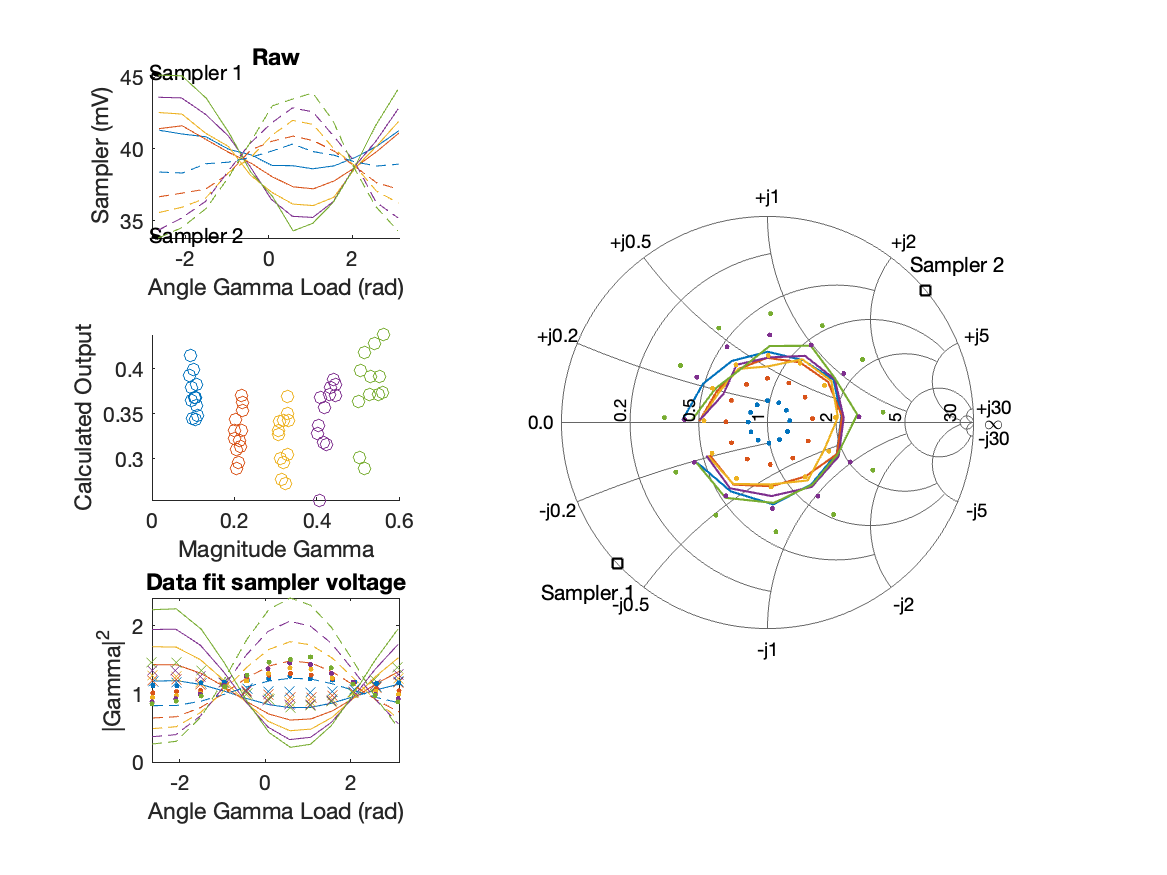 Raw
Sampler 1
45
40
35
Sampler (mV)
Sampler 2
-2
0
2
Angle Gamma Load (rad)
0.4
0.35
0.3
Calculated Output
0
0.2
0.4
0.6
Magnitude Gamma
Data fit sampler voltage
2
1
0
|Gamma|²
-2
0
2
Angle Gamma Load (rad)
+j1
+j0.5
+j2
Sampler 2
+j0.2
+j5
0.0
0.2
0.5
1
2
5
30
+j30
∞
-j30
-j0.2
-j5
Sampler 1
-j0.5
-j2
-j1